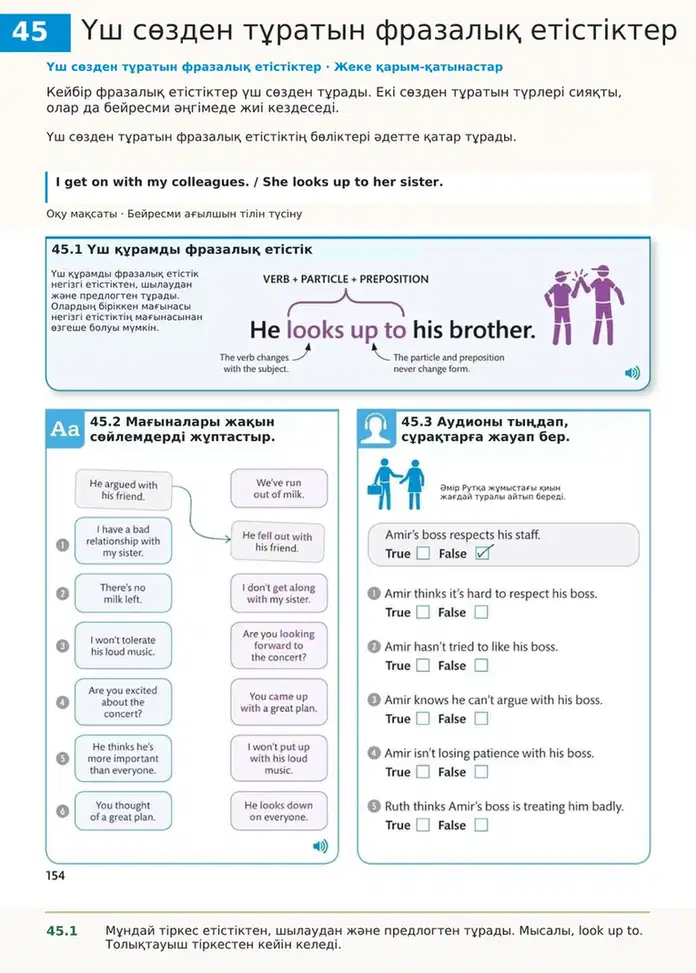 45
Үш сөзден тұратын фразалық етістіктер
Үш сөзден тұратын фразалық етістіктер · Жеке қарым-қатынастар
Кейбір фразалық етістіктер үш сөзден тұрады. Екі сөзден тұратын түрлері сияқты,
олар да бейресми әңгімеде жиі кездеседі.
Үш сөзден тұратын фразалық етістіктің бөліктері әдетте қатар тұрады.
I get on with my colleagues. / She looks up to her sister.
Оқу мақсаты · Бейресми ағылшын тілін түсіну
45.1 Үш құрамды фразалық етістік
Үш құрамды фразалық етістік
негізгі етістіктен, шылаудан
және предлогтен тұрады.
Олардың біріккен мағынасы
негізгі етістіктің мағынасынан
өзгеше болуы мүмкін.
VERB + PARTICLE + PREPOSITION
He looks up to his brother.
The verb changes
with the subject.
The particle and preposition
never change form.
Aa
45.2 Мағыналары жақын
сөйлемдерді жұптастыр.
He argued with
his friend.
We've run
out of milk.
1
I have a bad
relationship with
my sister.
He fell out with
his friend.
2
There's no
milk left.
I don't get along
with my sister.
3
I won't tolerate
his loud music.
Are you looking
forward to
the concert?
4
Are you excited
about the
concert?
You came up
with a great plan.
5
He thinks he's
more important
than everyone.
I won't put up
with his loud
music.
6
You thought
of a great plan.
He looks down
on everyone.
45.3 Аудионы тыңдап,
сұрақтарға жауап бер.
Әмір Рутқа жұмыстағы қиын
жағдай туралы айтып береді.
Amir's boss respects his staff.
True False
1 Amir thinks it's hard to respect his boss.
True False
2 Amir hasn't tried to like his boss.
True False
3 Amir knows he can't argue with his boss.
True False
4 Amir isn't losing patience with his boss.
True False
5 Ruth thinks Amir's boss is treating him badly.
True False
154
45.1 Мұндай тіркес етістіктен, шылаудан және предлогтен тұрады. Мысалы, look up to.
Толықтауыш тіркестен кейін келеді.